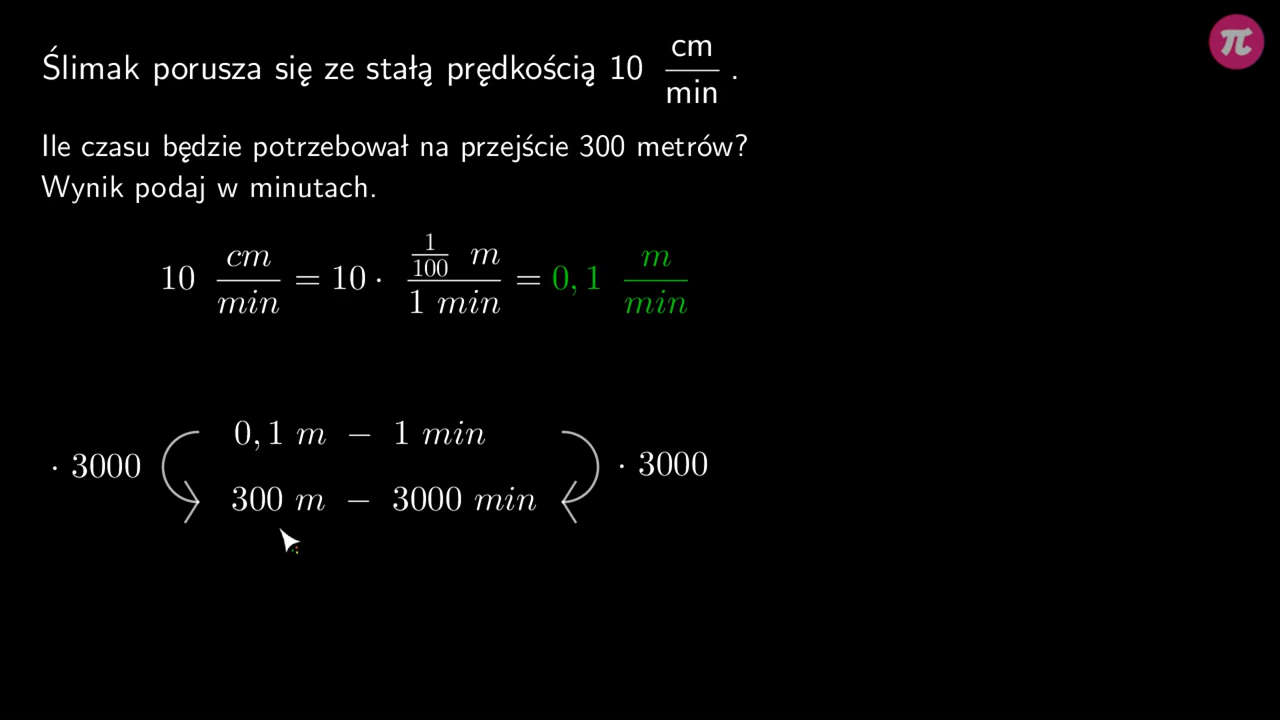 Ślimak porusza się ze stałą prędkością 10 cm/min.
Ile czasu będzie potrzebował na przejście 300 metrów?
Wynik podaj w minutach.
10 cm/min = 10 · (1/100 m)/(1 min) = 0,1 m/min
0,1 m – 1 min
· 3000 · 3000
300 m – 3000 min
π